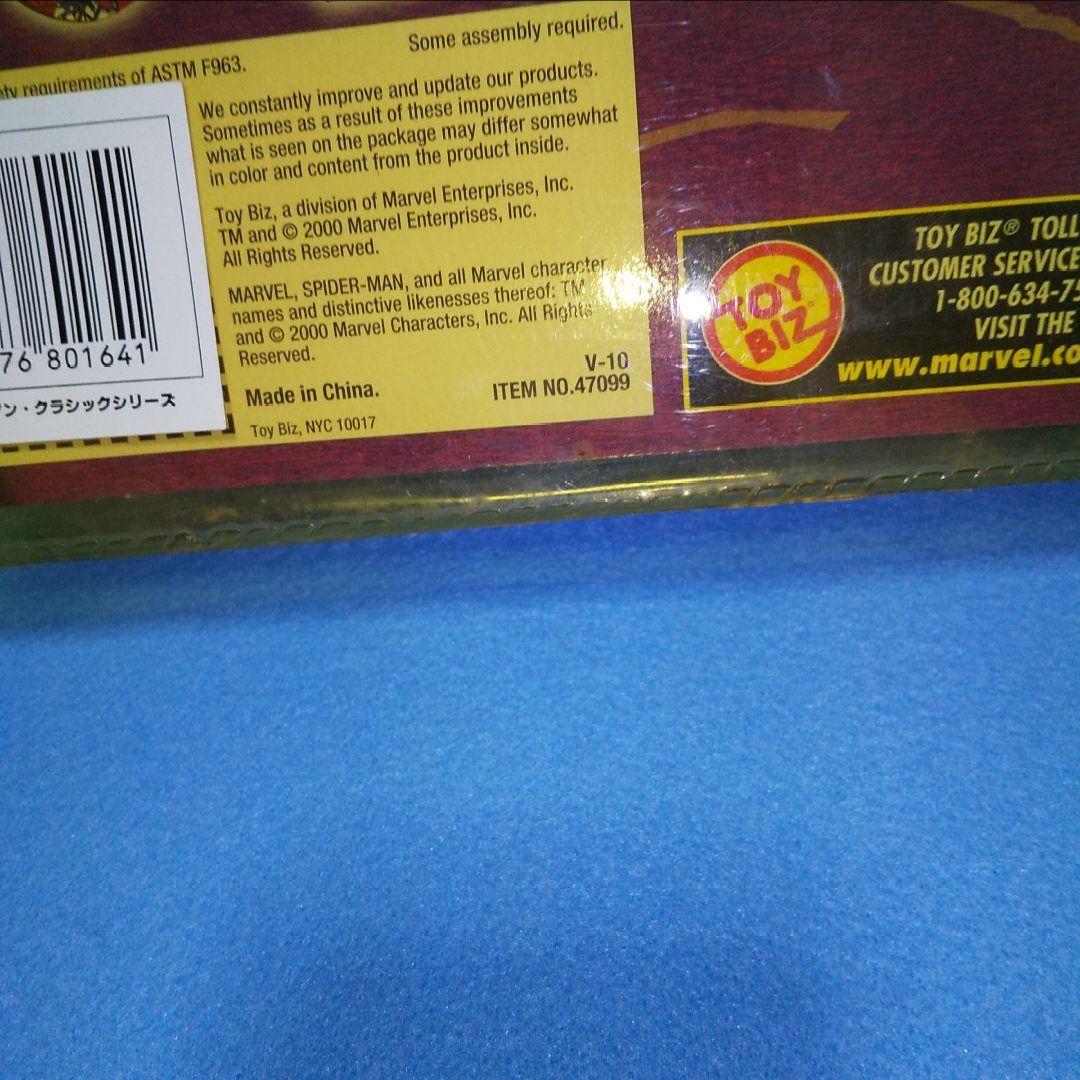 Some assembly required.
requirements of ASTM F963.
We constantly improve and update our products.
Sometimes as a result of these improvements
what is seen on the package may differ somewhat
in color and content from the product inside.
Toy Biz, a division of Marvel Enterprises, Inc.
TM and © 2000 Marvel Enterprises, Inc.
All Rights Reserved.
MARVEL, SPIDER-MAN, and all Marvel character
names and distinctive likenesses thereof: TM
and © 2000 Marvel Characters, Inc. All Rights
Reserved.
V-10
Made in China.
ITEM NO.47099
Toy Biz, NYC 10017
76 801641
ン・クラシックシリーズ
TOY BIZ
TOY BIZ® TOLL
CUSTOMER SERVICE
1-800-634-75
VISIT THE
www.marvel.co